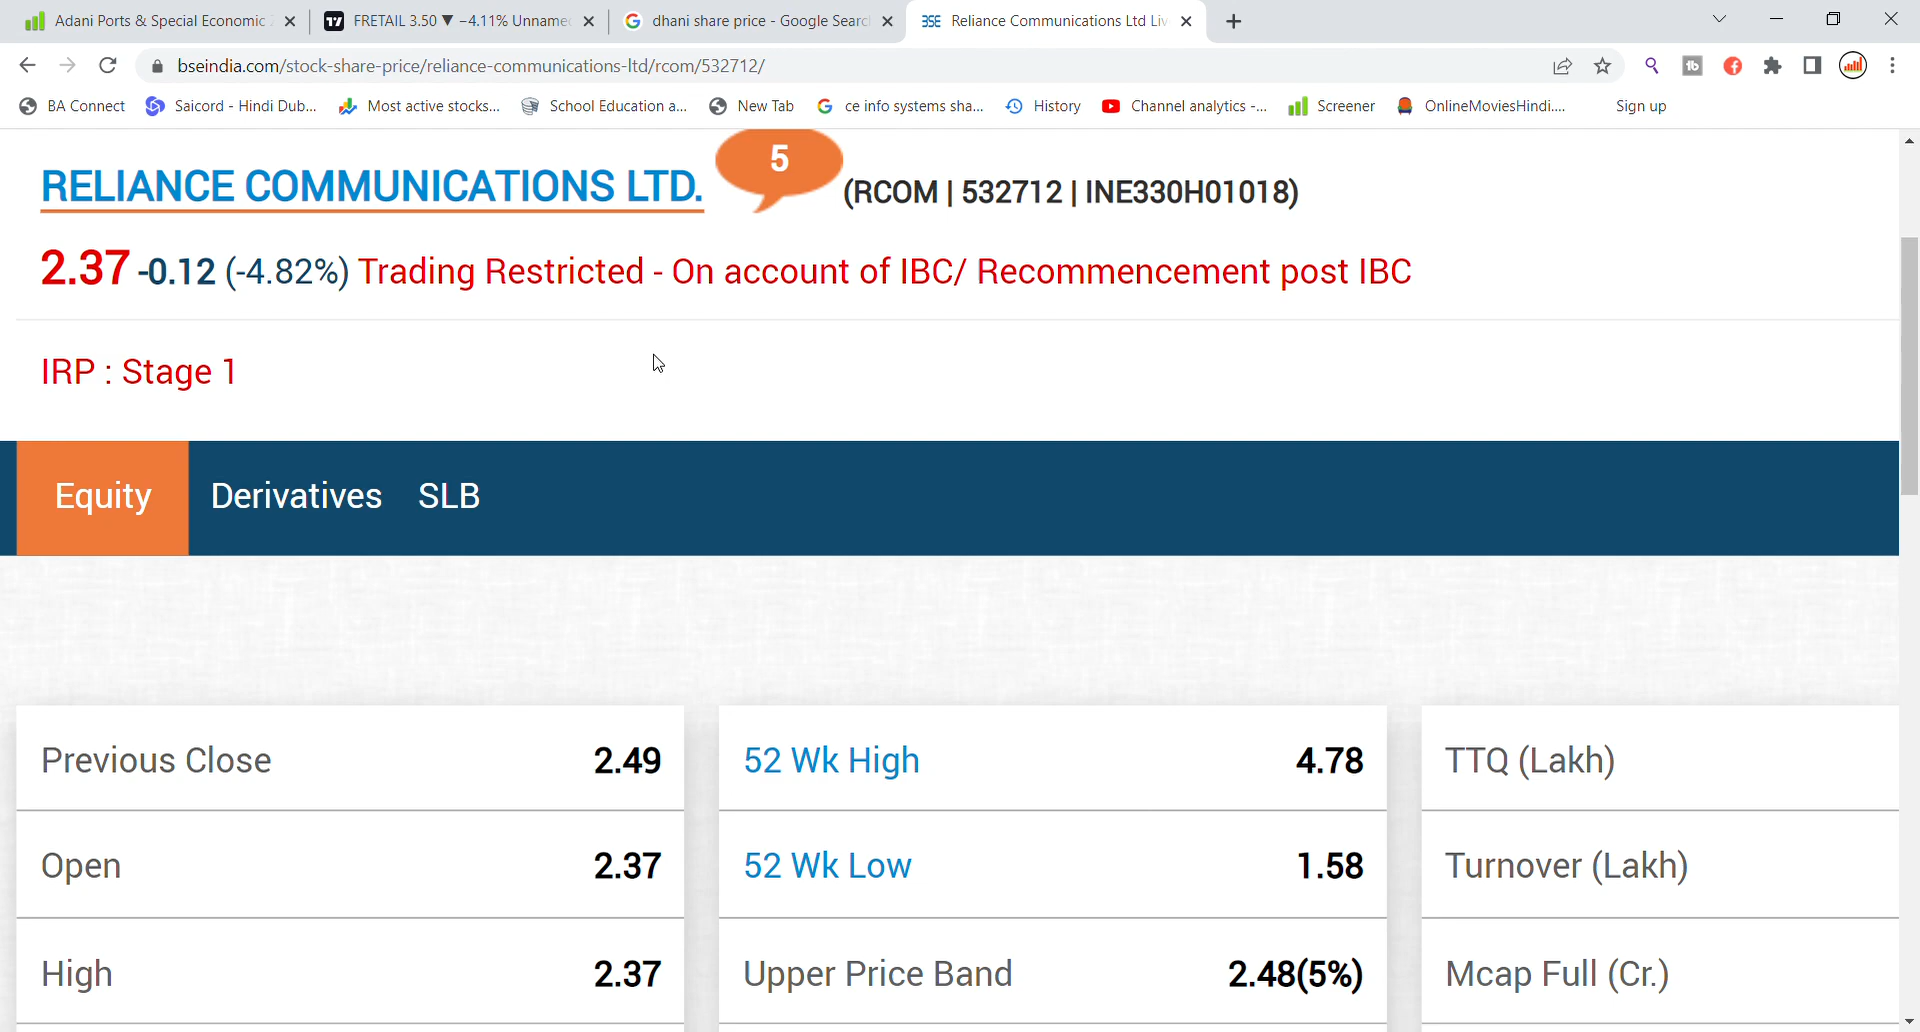 Adani Ports & Special Economic
FRETAIL 3.50 ▼ −4.11% Unname
dhani share price - Google Searc
BSE Reliance Communications Ltd Liv
bseindia.com/stock-share-price/reliance-communications-ltd/rcom/532712/
BA Connect Saicord - Hindi Dub... Most active stocks... School Education a... New Tab ce info systems sha... History Channel analytics -... Screener OnlineMoviesHindi.... Sign up
RELIANCE COMMUNICATIONS LTD. 5 (RCOM | 532712 | INE330H01018)
2.37 -0.12 (-4.82%) Trading Restricted - On account of IBC/ Recommencement post IBC
IRP : Stage 1
Equity Derivatives SLB
Previous Close 2.49 52 Wk High 4.78 TTQ (Lakh)
Open 2.37 52 Wk Low 1.58 Turnover (Lakh)
High 2.37 Upper Price Band 2.48(5%) Mcap Full (Cr.)